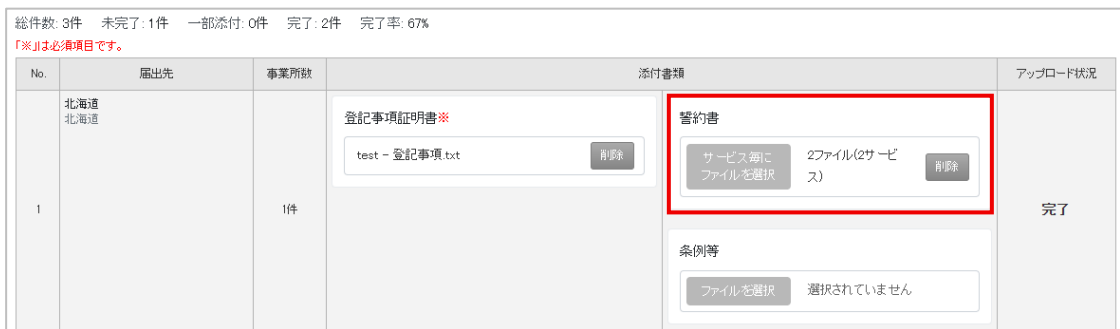 総件数: 3件　未完了: 1件　一部添付: 0件　完了: 2件　完了率: 67%
「※」は必須項目です。
No.　届出先　事業所数　添付書類　アップロード状況
北海道
北海道
登記事項証明書※
test - 登記事項.txt　削除
誓約書
サービス毎に
ファイルを選択
2ファイル(2サービ
ス)
削除
1　1件　完了
条例等
ファイルを選択　選択されていません